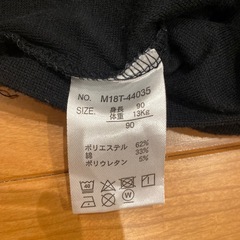 NO. M18T-44035
SIZE. 身長 90
体重 13Kg
90
ポリエステル 62%
綿 33%
ポリウレタン 5%